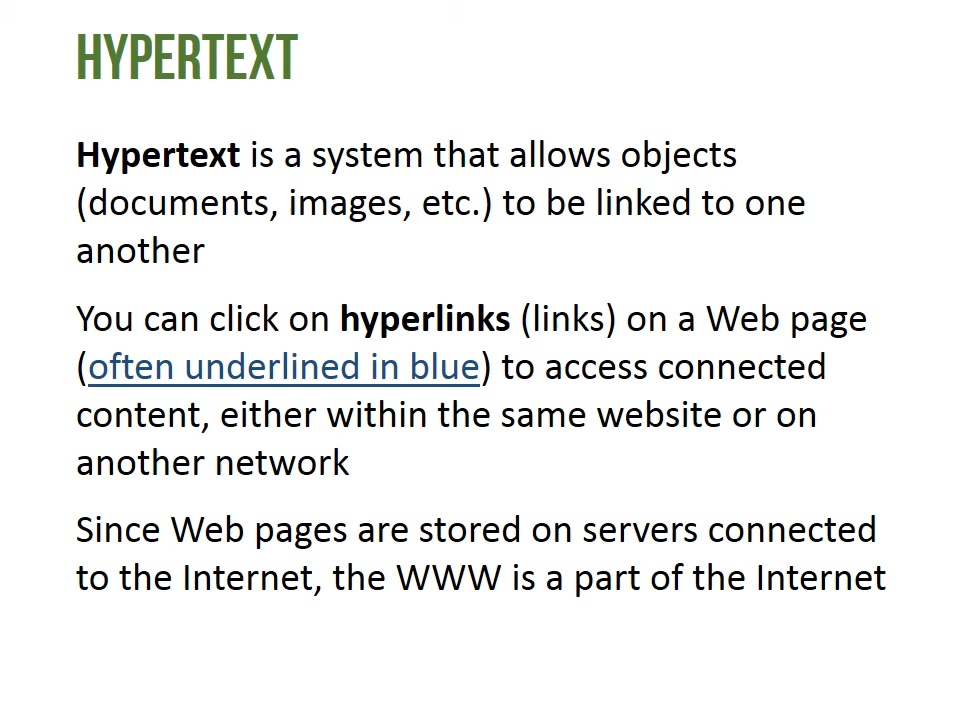 HYPERTEXT
Hypertext is a system that allows objects
(documents, images, etc.) to be linked to one
another
You can click on hyperlinks (links) on a Web page
(often underlined in blue) to access connected
content, either within the same website or on
another network
Since Web pages are stored on servers connected
to the Internet, the WWW is a part of the Internet